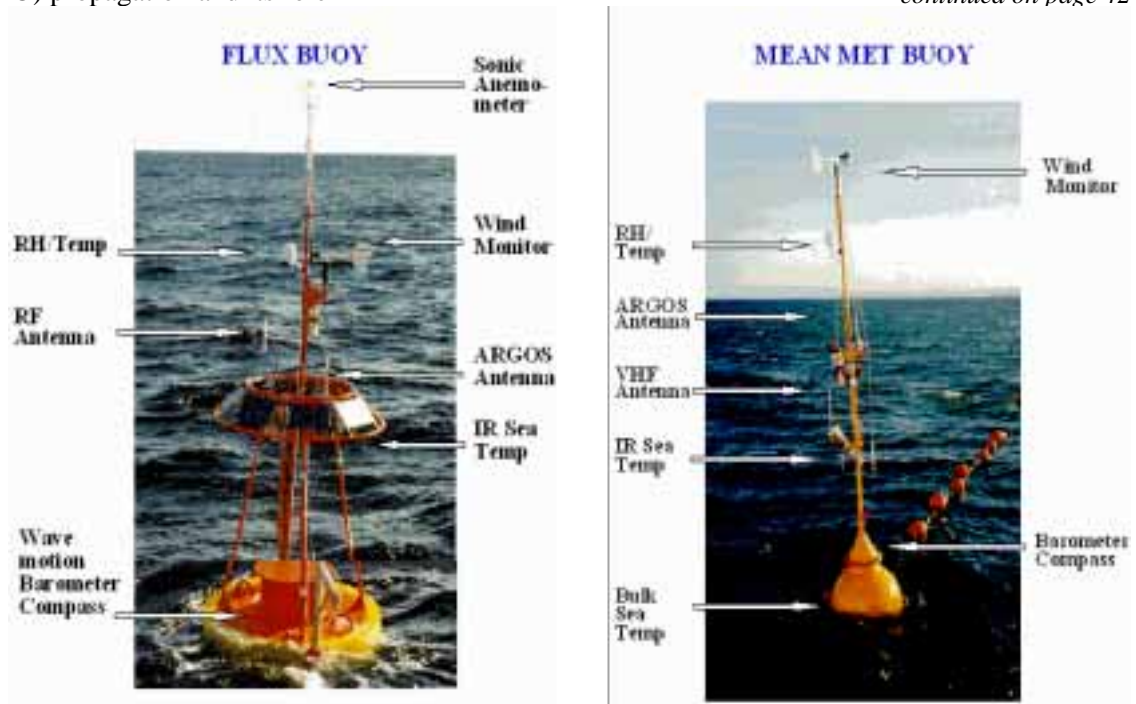 continued on page 42
FLUX BUOY
Sonic
Anemo-
meter
RH/Temp
Wind
Monitor
RF
Antenna
ARGOS
Antenna
IR Sea
Temp
Wave
motion
Barometer
Compass
MEAN MET BUOY
Wind
Monitor
RH/
Temp
ARGOS
Antenna
VHF
Antenna
IR Sea
Temp
Barometer
Compass
Bulk
Sea
Temp